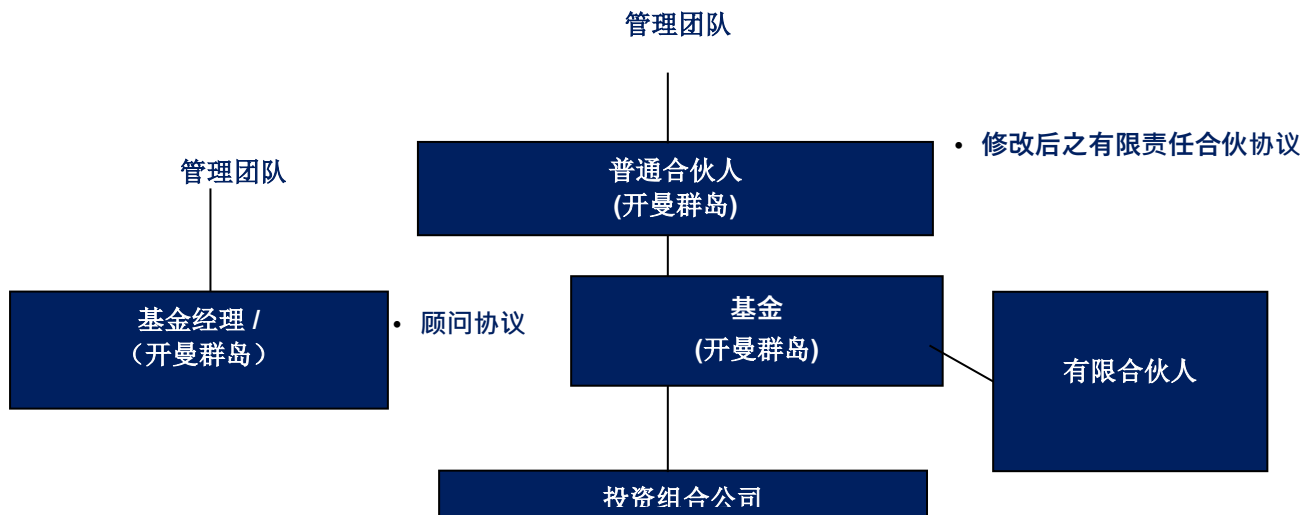 管理团队
• 修改后之有限责任合伙协议
管理团队
普通合伙人
(开曼群岛)
基金经理 /
（开曼群岛）
• 顾问协议
基金
(开曼群岛)
有限合伙人
投资组合公司